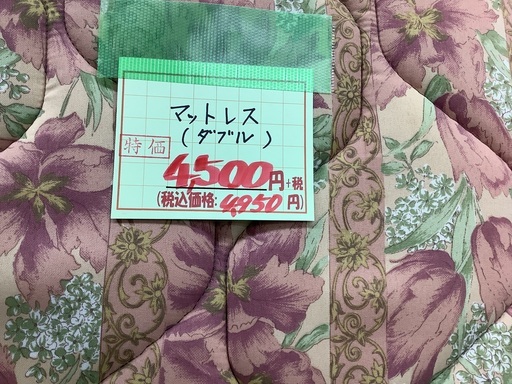 マットレス
(ダブル)
特価
4,500円+税
(税込価格:4,950円)